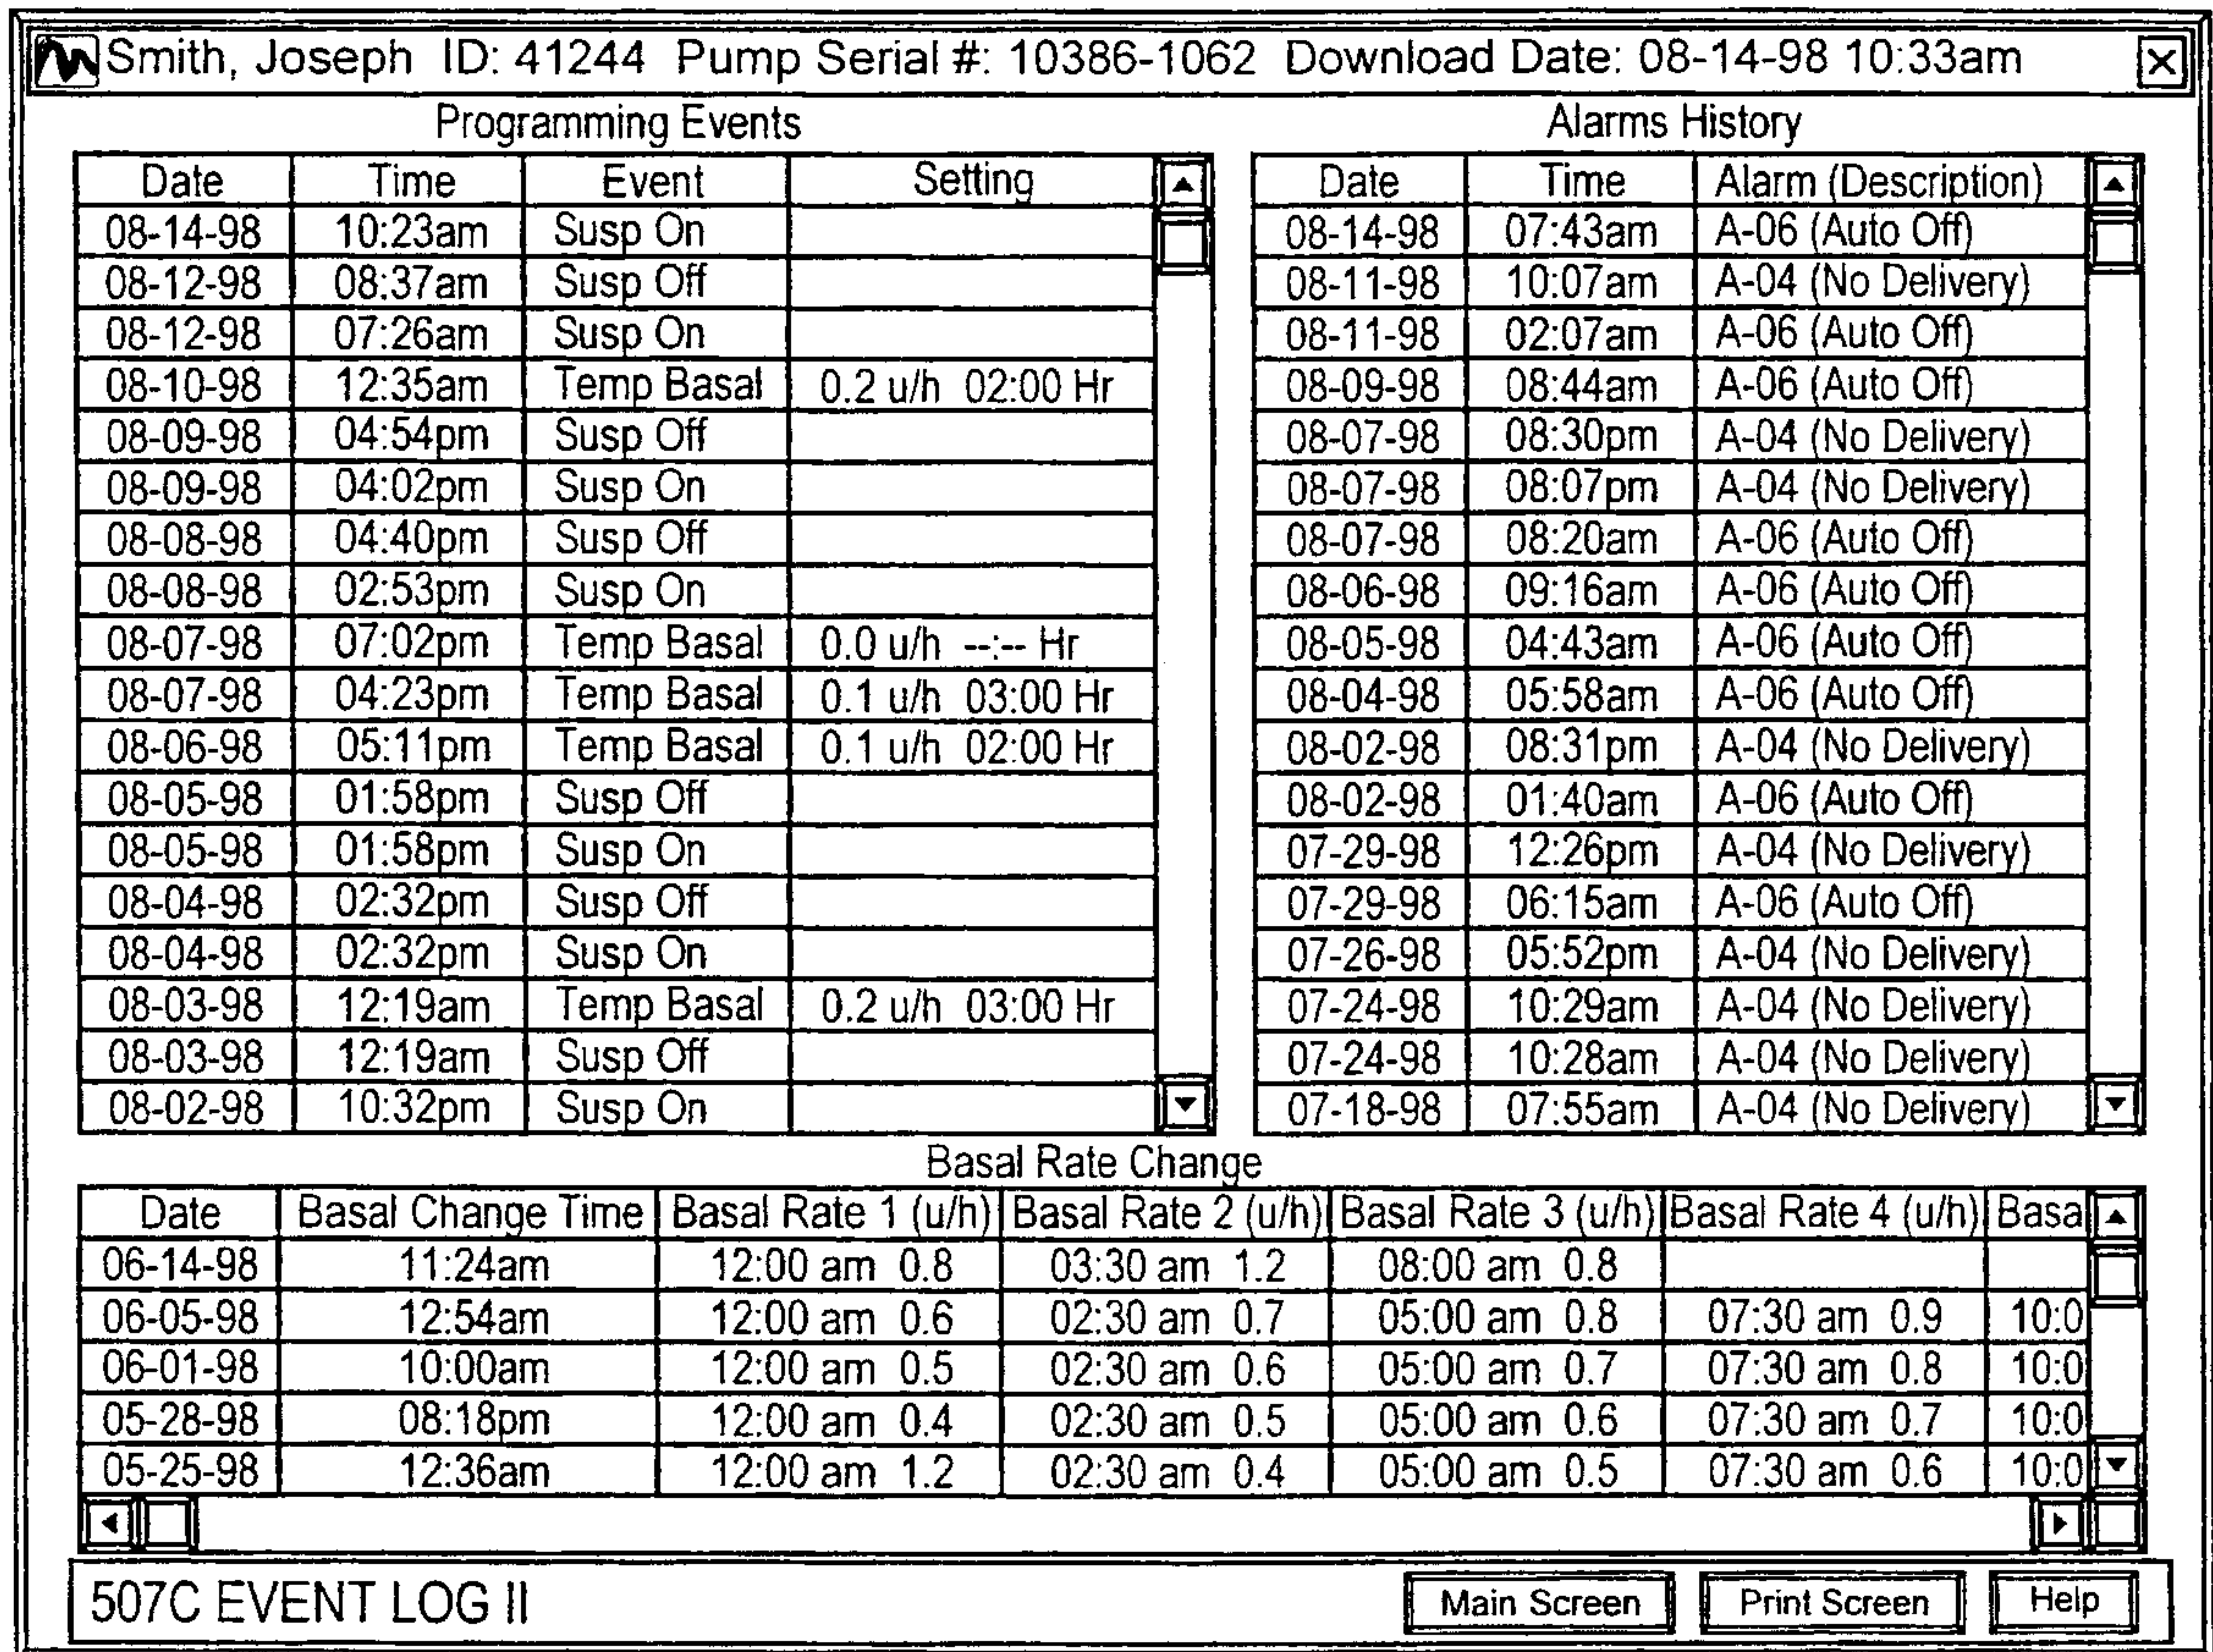 Smith, Joseph ID: 41244 Pump Serial #: 10386-1062 Download Date: 08-14-98 10:33am
Programming Events
Date Time Event Setting
08-14-98 10:23am Susp On
08-12-98 08:37am Susp Off
08-12-98 07:26am Susp On
08-10-98 12:35am Temp Basal 0.2 u/h 02:00 Hr
08-09-98 04:54pm Susp Off
08-09-98 04:02pm Susp On
08-08-98 04:40pm Susp Off
08-08-98 02:53pm Susp On
08-07-98 07:02pm Temp Basal 0.0 u/h --:-- Hr
08-07-98 04:23pm Temp Basal 0.1 u/h 03:00 Hr
08-06-98 05:11pm Temp Basal 0.1 u/h 02:00 Hr
08-05-98 01:58pm Susp Off
08-05-98 01:58pm Susp On
08-04-98 02:32pm Susp Off
08-04-98 02:32pm Susp On
08-03-98 12:19am Temp Basal 0.2 u/h 03:00 Hr
08-03-98 12:19am Susp Off
08-02-98 10:32pm Susp On
Alarms History
Date Time Alarm (Description)
08-14-98 07:43am A-06 (Auto Off)
08-11-98 10:07am A-04 (No Delivery)
08-11-98 02:07am A-06 (Auto Off)
08-09-98 08:44am A-06 (Auto Off)
08-07-98 08:30pm A-04 (No Delivery)
08-07-98 08:07pm A-04 (No Delivery)
08-07-98 08:20am A-06 (Auto Off)
08-06-98 09:16am A-06 (Auto Off)
08-05-98 04:43am A-06 (Auto Off)
08-04-98 05:58am A-06 (Auto Off)
08-02-98 08:31pm A-04 (No Delivery)
08-02-98 01:40am A-06 (Auto Off)
07-29-98 12:26pm A-04 (No Delivery)
07-29-98 06:15am A-06 (Auto Off)
07-26-98 05:52pm A-04 (No Delivery)
07-24-98 10:29am A-04 (No Delivery)
07-24-98 10:28am A-04 (No Delivery)
07-18-98 07:55am A-04 (No Delivery)
Basal Rate Change
Date Basal Change Time Basal Rate 1 (u/h) Basal Rate 2 (u/h) Basal Rate 3 (u/h) Basal Rate 4 (u/h) Basa
06-14-98 11:24am 12:00 am 0.8 03:30 am 1.2 08:00 am 0.8
06-05-98 12:54am 12:00 am 0.6 02:30 am 0.7 05:00 am 0.8 07:30 am 0.9 10:0
06-01-98 10:00am 12:00 am 0.5 02:30 am 0.6 05:00 am 0.7 07:30 am 0.8 10:0
05-28-98 08:18pm 12:00 am 0.4 02:30 am 0.5 05:00 am 0.6 07:30 am 0.7 10:0
05-25-98 12:36am 12:00 am 1.2 02:30 am 0.4 05:00 am 0.5 07:30 am 0.6 10:0
507C EVENT LOG II Main Screen Print Screen Help